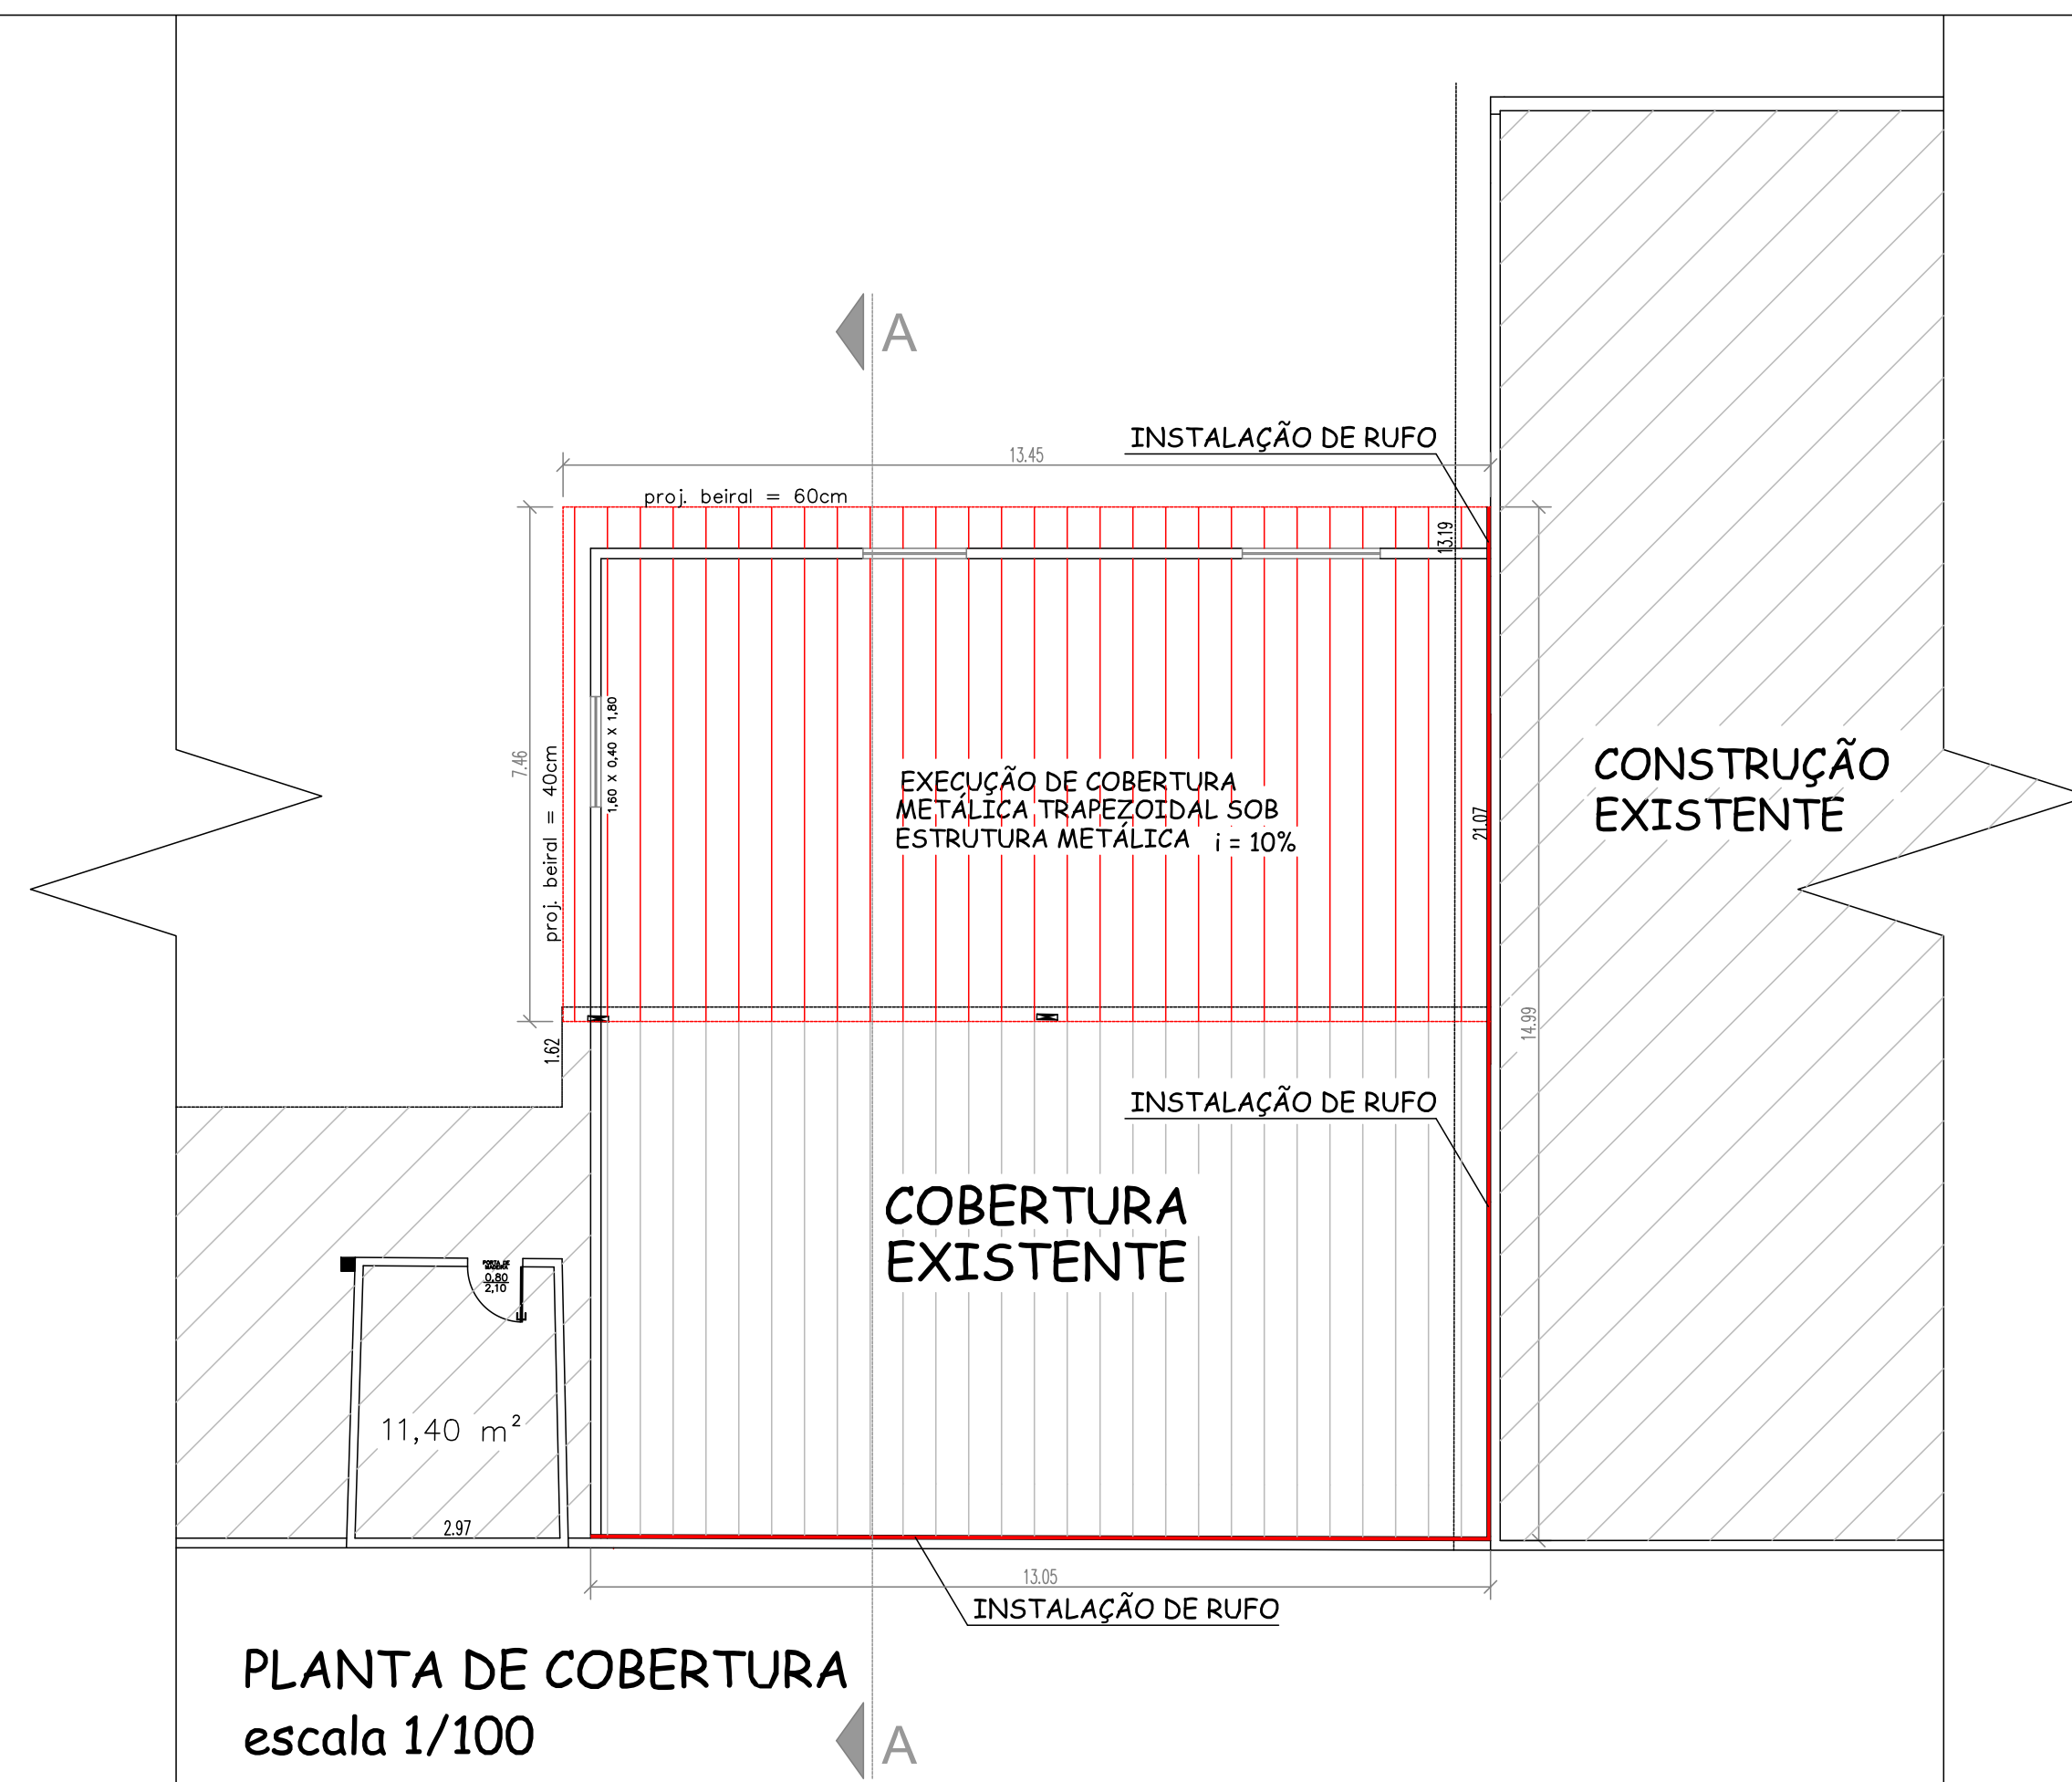 A
INSTALAÇÃO DE RUFO
13.45
proj. beiral = 60cm
13.19
1,60 X 0,40 X 1,80
7.46
proj. beiral = 40cm
EXECUÇÃO DE COBERTURA
METÁLICA TRAPEZOIDAL SOB
ESTRUTURA METÁLICA i = 10%
21.07
CONSTRUÇÃO
EXISTENTE
14.99
1.62
INSTALAÇÃO DE RUFO
COBERTURA
EXISTENTE
PORTA DE
MADEIRA
0,80
2,10
11,40 m²
2.97
13.05
INSTALAÇÃO DE RUFO
PLANTA DE COBERTURA
escala 1/100
A